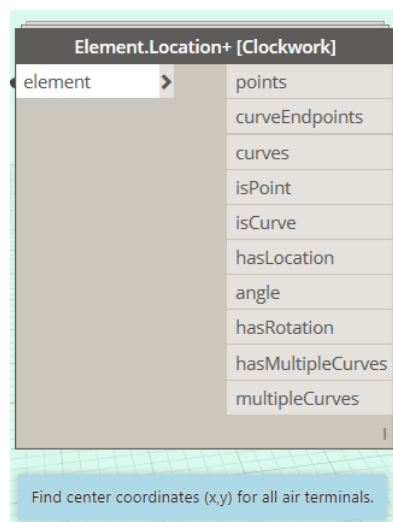 Element.Location+ [Clockwork]
element > points
curveEndpoints
curves
isPoint
isCurve
hasLocation
angle
hasRotation
hasMultipleCurves
multipleCurves
Find center coordinates (x,y) for all air terminals.